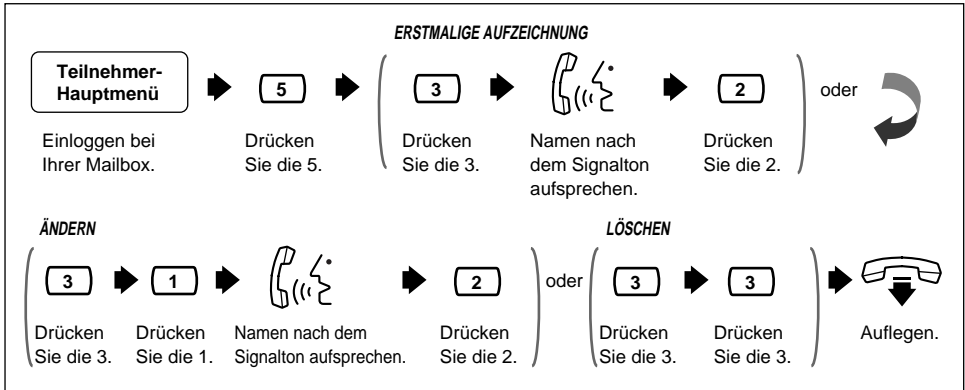 ERSTMALIGE AUFZEICHNUNG
Teilnehmer-
Hauptmenü
5
3
2
oder
Einloggen bei
Ihrer Mailbox.
Drücken
Sie die 5.
Drücken
Sie die 3.
Namen nach
dem Signalton
aufsprechen.
Drücken
Sie die 2.
ÄNDERN
LÖSCHEN
3
1
2
oder
3
3
Drücken
Sie die 3.
Drücken
Sie die 1.
Namen nach dem
Signalton aufsprechen.
Drücken
Sie die 2.
Drücken
Sie die 3.
Drücken
Sie die 3.
Auflegen.